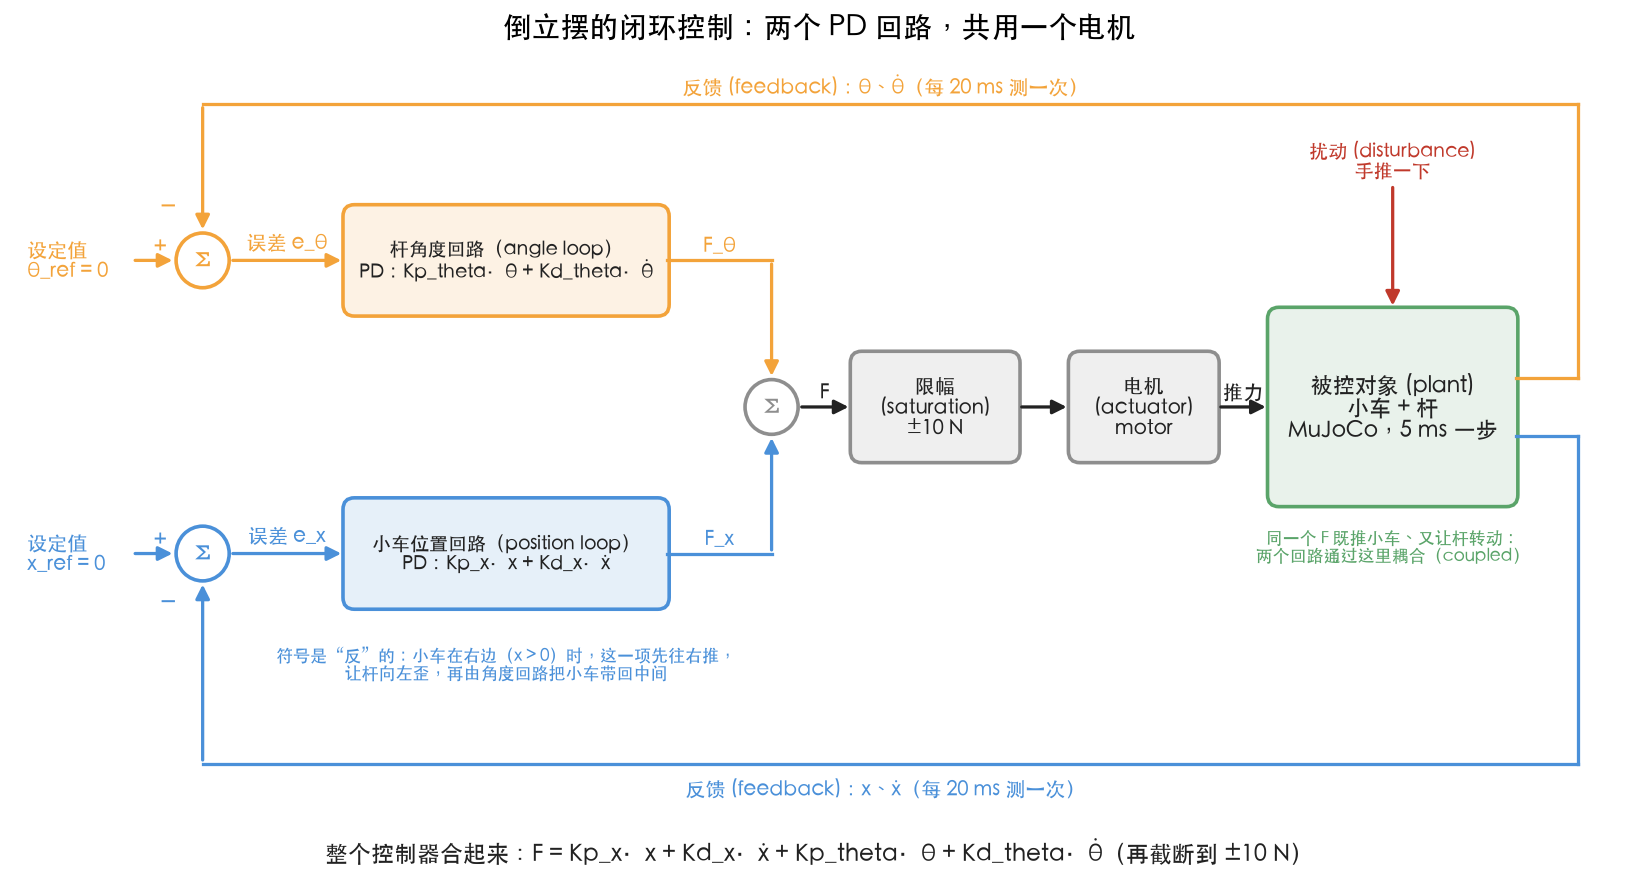 倒立摆的闭环控制：两个 PD 回路，共用一个电机
反馈 (feedback)：θ、θ̇（每 20 ms 测一次）
扰动 (disturbance)
手推一下
−
+
设定值
θ_ref = 0
Σ
误差 e_θ
杆角度回路（angle loop）
PD：Kp_theta· θ + Kd_theta· θ̇
F_θ
Σ
F
限幅
(saturation)
±10 N
电机
(actuator)
motor
推力
被控对象 (plant)
小车 + 杆
MuJoCo，5 ms 一步
同一个 F 既推小车、又让杆转动：
两个回路通过这里耦合（coupled）
+
设定值
x_ref = 0
Σ
−
误差 e_x
小车位置回路（position loop）
PD：Kp_x· x + Kd_x· ẋ
F_x
符号是“反”的：小车在右边（x > 0）时，这一项先往右推，
让杆向左歪，再由角度回路把小车带回中间
反馈 (feedback)：x、ẋ（每 20 ms 测一次）
整个控制器合起来：F = Kp_x· x + Kd_x· ẋ + Kp_theta· θ + Kd_theta· θ̇（再截断到 ±10 N）